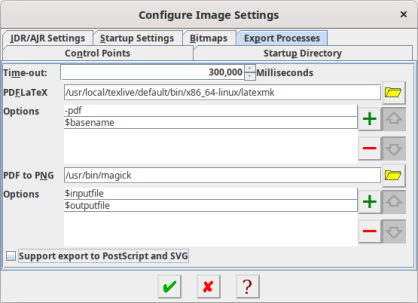 Configure Image Settings
JDR/AJR Settings Startup Settings Bitmaps Export Processes
Control Points Startup Directory
Time-out: 300,000 Milliseconds
PDFLaTeX /usr/local/texlive/default/bin/x86_64-linux/latexmk
Options -pdf
$basename
PDF to PNG /usr/bin/magick
Options $inputfile
$outputfile
Support export to PostScript and SVG
?